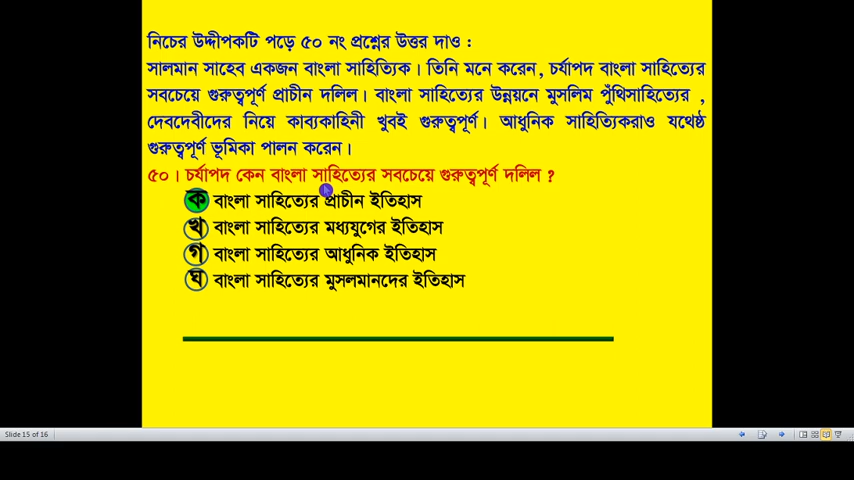 নিচের উদ্দীপকটি পড়ে ৫০ নং প্রশ্নের উত্তর দাও :
সালমান সাহেব একজন বাংলা সাহিত্যিক। তিনি মনে করেন, চর্যাপদ বাংলা সাহিত্যের
সবচেয়ে গুরুত্বপূর্ণ প্রাচীন দলিল। বাংলা সাহিত্যের উন্নয়নে মুসলিম পুঁথিসাহিত্যের ,
দেবদেবীদের নিয়ে কাব্যকাহিনী খুবই গুরুত্বপূর্ণ। আধুনিক সাহিত্যিকরাও যথেষ্ঠ
গুরুত্বপূর্ণ ভূমিকা পালন করেন।
৫০। চর্যাপদ কেন বাংলা সাহিত্যের সবচেয়ে গুরুত্বপূর্ণ দলিল ?
ক বাংলা সাহিত্যের প্রাচীন ইতিহাস
খ বাংলা সাহিত্যের মধ্যযুগের ইতিহাস
গ বাংলা সাহিত্যের আধুনিক ইতিহাস
ঘ বাংলা সাহিত্যের মুসলমানদের ইতিহাস
Slide 15 of 16